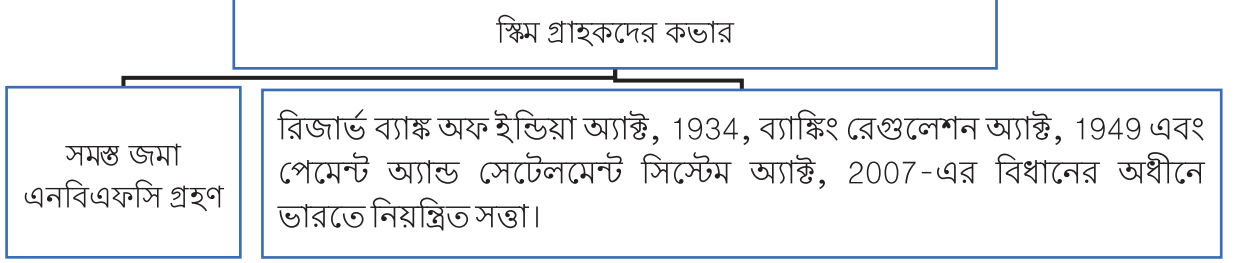 স্কিম গ্রাহকদের কভার
সমস্ত জমা
এনবিএফসি গ্রহণ
রিজার্ভ ব্যাঙ্ক অফ ইন্ডিয়া অ্যাক্ট, 1934, ব্যাঙ্কিং রেগুলেশন অ্যাক্ট, 1949 এবং
পেমেন্ট অ্যান্ড সেটেলমেন্ট সিস্টেম অ্যাক্ট, 2007-এর বিধানের অধীনে
ভারতে নিয়ন্ত্রিত সত্তা।